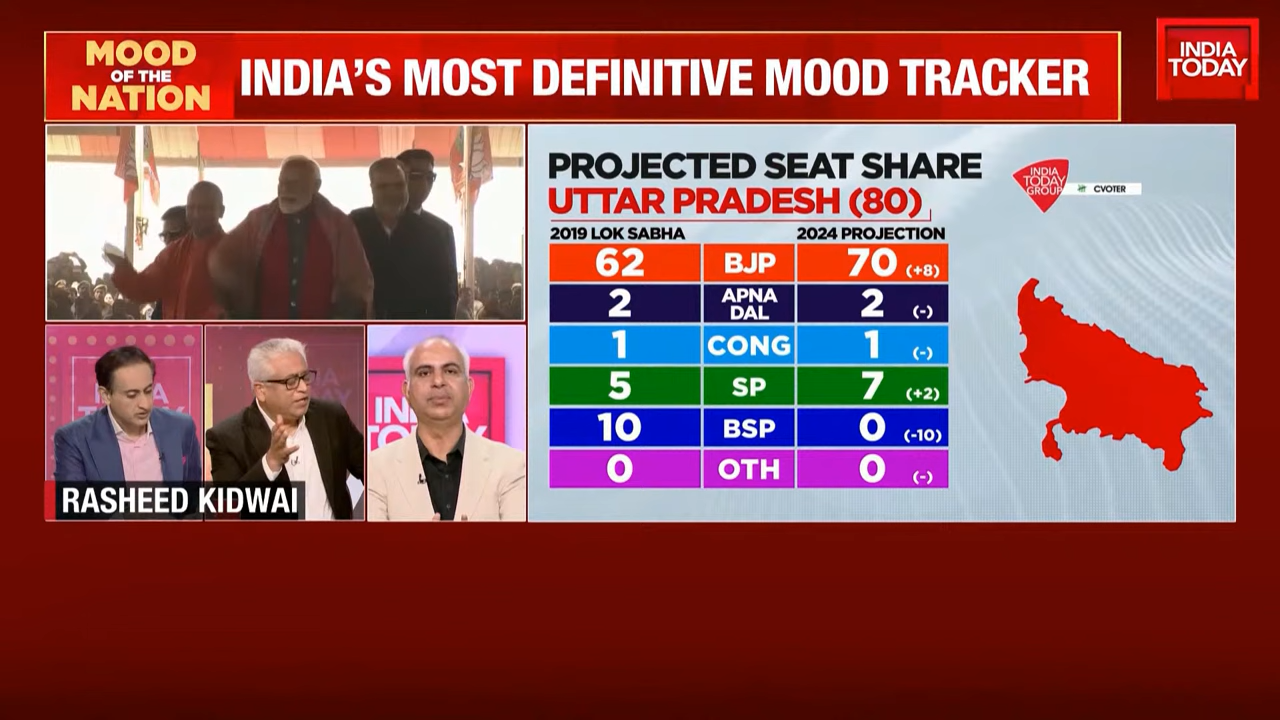 MOOD
OF THE
NATION
INDIA'S MOST DEFINITIVE MOOD TRACKER
INDIA
TODAY
PROJECTED SEAT SHARE
UTTAR PRADESH (80)
INDIA
TODAY
GROUP
CVOTER
2019 LOK SABHA 2024 PROJECTION
62 BJP 70 (+8)
2 APNA DAL 2 (-)
1 CONG 1 (-)
5 SP 7 (+2)
10 BSP 0 (-10)
0 OTH 0 (-)
RASHEED KIDWAI